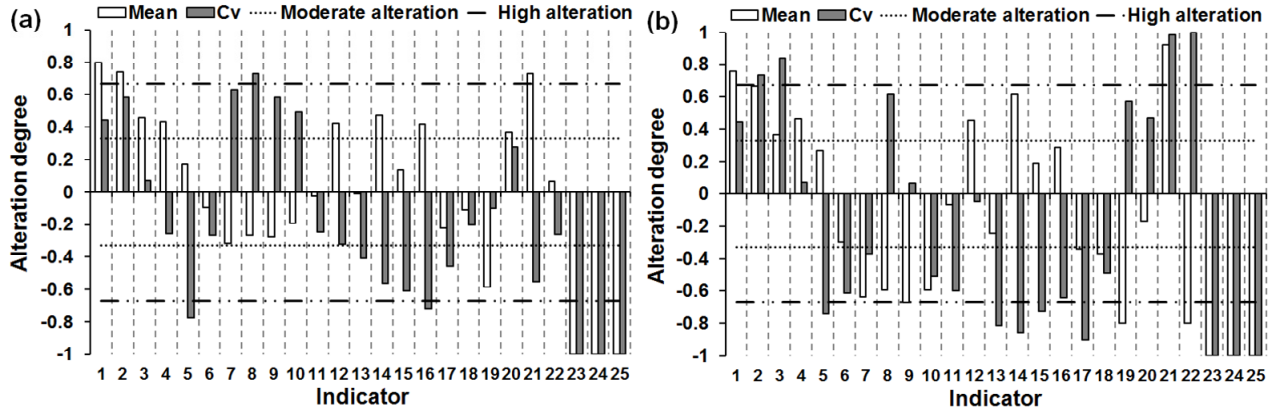 (a)
Mean Cv Moderate alteration High alteration
Alteration degree
1
0.8
0.6
0.4
0.2
0
-0.2
-0.4
-0.6
-0.8
-1
1 2 3 4 5 6 7 8 9 10 11 12 13 14 15 16 17 18 19 20 21 22 23 24 25
Indicator
(b)
Mean Cv Moderate alteration High alteration
Alteration degree
1
0.8
0.6
0.4
0.2
0
-0.2
-0.4
-0.6
-0.8
-1
1 2 3 4 5 6 7 8 9 10 11 12 13 14 15 16 17 18 19 20 21 22 23 24 25
Indicator